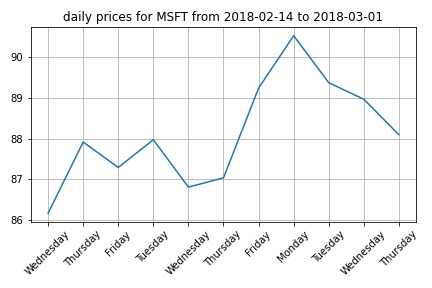 daily prices for MSFT from 2018-02-14 to 2018-03-01
90
89
88
87
86
Wednesday
Thursday
Friday
Tuesday
Wednesday
Thursday
Friday
Monday
Tuesday
Wednesday
Thursday